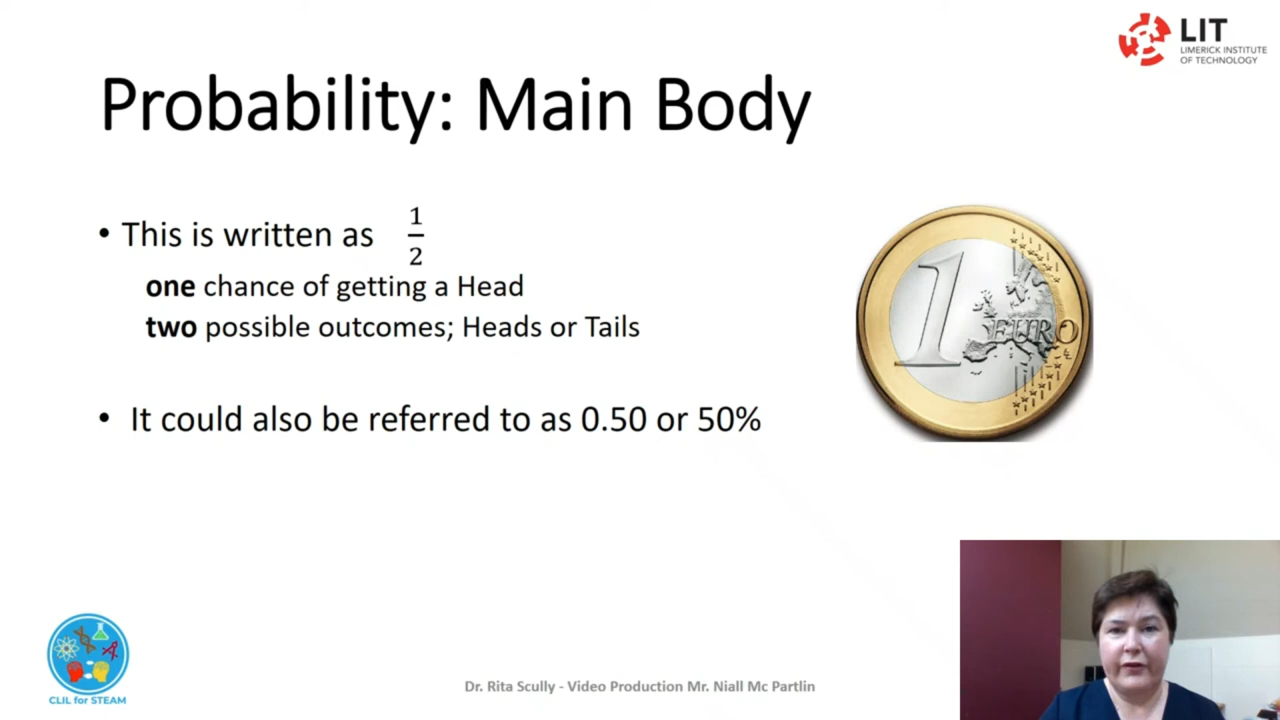 LIT
LIMERICK INSTITUTE
OF TECHNOLOGY
Probability: Main Body
• This is written as 1/2
one chance of getting a Head
two possible outcomes; Heads or Tails
• It could also be referred to as 0.50 or 50%
1
EURO
CLIL for STEAM
Dr. Rita Scully - Video Production Mr. Niall Mc Partlin